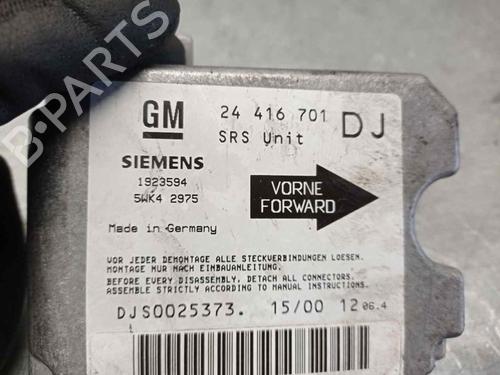 GM
24 416 701 DJ
SRS Unit
SIEMENS
1923594
5WK4 2975
VORNE
FORWARD
Made in Germany
VOR JEDER DEMONTAGE ALLE STECKVERBINDUNGEN LOESEN.
MONTAGE NUR NACH EINBAUANLEITUNG.
BEFORE EVERY DISASSEMBLY, DETACH ALL CONNECTORS.
ASSEMBLE STRICTLY ACCORDING TO MANUAL INSTRUCTIONS.
DJS0025373. 15/00 12 06.4
PARTS